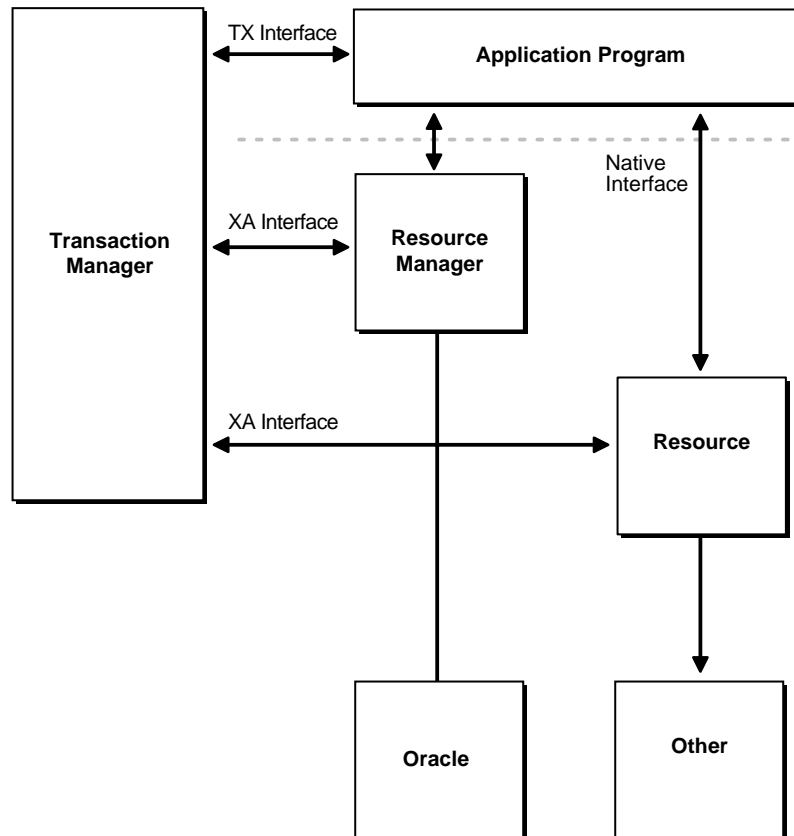 TX Interface
Application Program
Native
Interface
XA Interface
Transaction
Manager
Resource
Manager
XA Interface
Resource
Oracle
Other